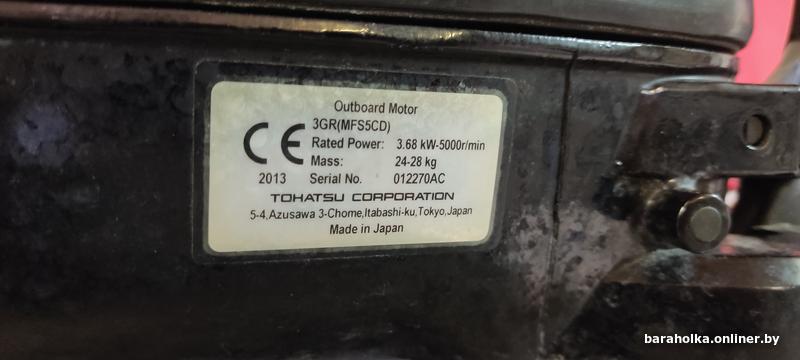 Outboard Motor
CE 3GR(MFS5CD)
Rated Power: 3.68 kW-5000r/min
Mass: 24-28 kg
2013 Serial No. 012270AC
TOHATSU CORPORATION
5-4,Azusawa 3-Chome,Itabashi-ku,Tokyo,Japan
Made in Japan
baraholka.onliner.by